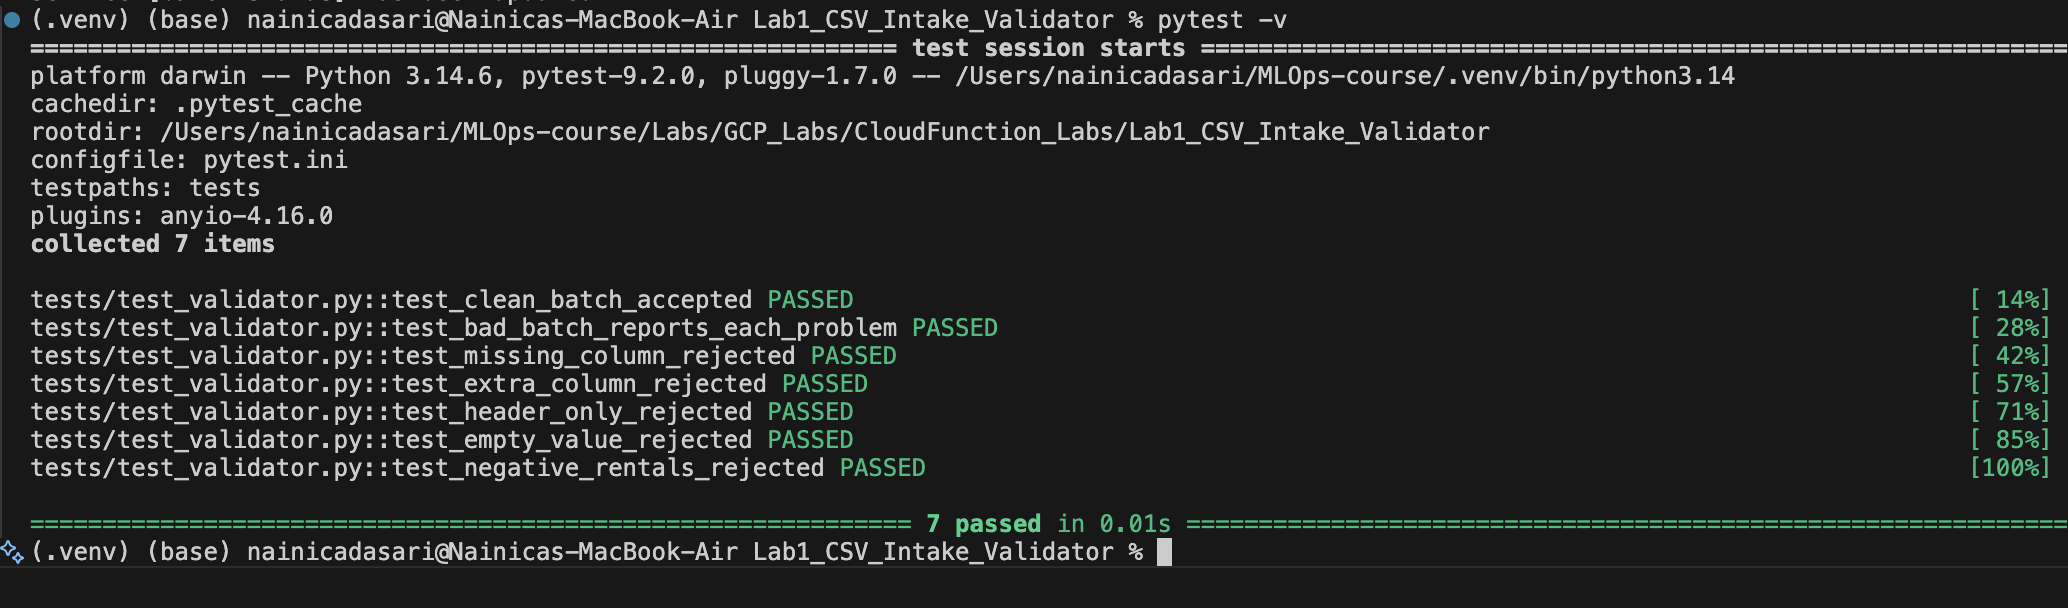 (.venv) (base) nainicadasari@Nainicas-MacBook-Air Lab1_CSV_Intake_Validator % pytest -v
============================================================ test session starts ============================================================
platform darwin -- Python 3.14.6, pytest-9.2.0, pluggy-1.7.0 -- /Users/nainicadasari/MLOps-course/.venv/bin/python3.14
cachedir: .pytest_cache
rootdir: /Users/nainicadasari/MLOps-course/Labs/GCP_Labs/CloudFunction_Labs/Lab1_CSV_Intake_Validator
configfile: pytest.ini
testpaths: tests
plugins: anyio-4.16.0
collected 7 items
tests/test_validator.py::test_clean_batch_accepted PASSED [ 14%]
tests/test_validator.py::test_bad_batch_reports_each_problem PASSED [ 28%]
tests/test_validator.py::test_missing_column_rejected PASSED [ 42%]
tests/test_validator.py::test_extra_column_rejected PASSED [ 57%]
tests/test_validator.py::test_header_only_rejected PASSED [ 71%]
tests/test_validator.py::test_empty_value_rejected PASSED [ 85%]
tests/test_validator.py::test_negative_rentals_rejected PASSED [100%]
============================================================= 7 passed in 0.01s =============================================================
(.venv) (base) nainicadasari@Nainicas-MacBook-Air Lab1_CSV_Intake_Validator %